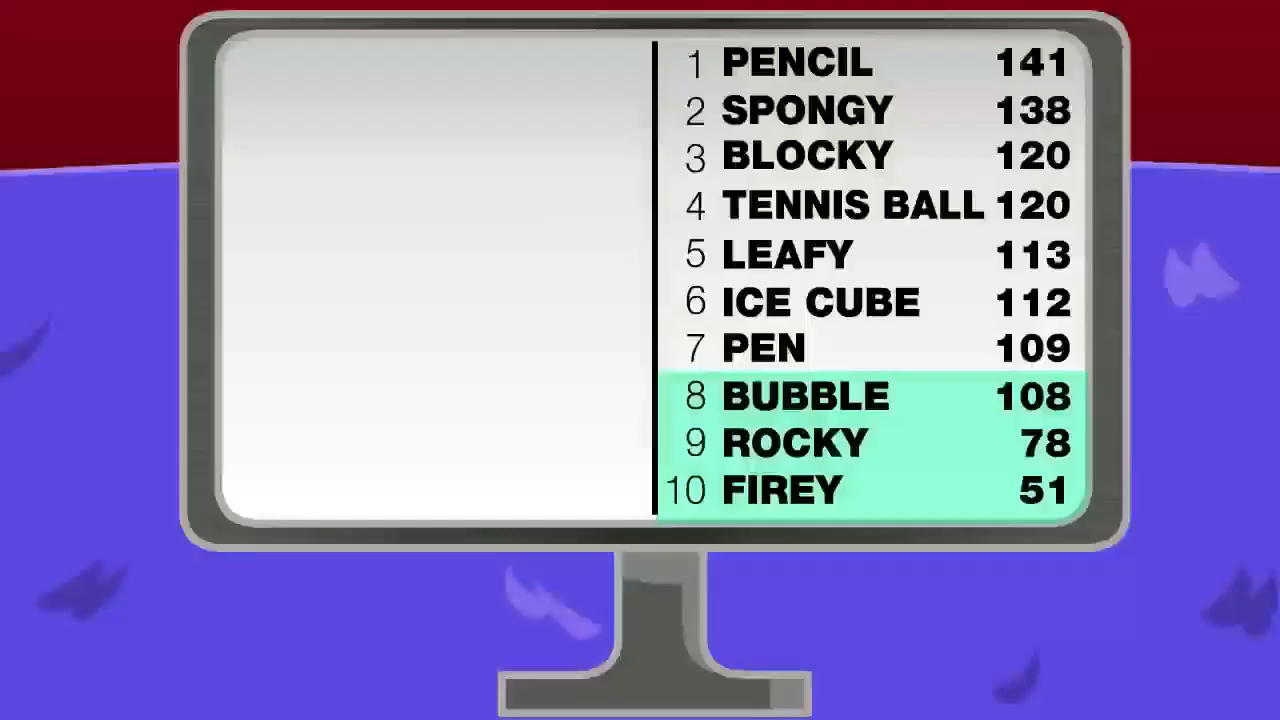 1 PENCIL 141
2 SPONGY 138
3 BLOCKY 120
4 TENNIS BALL 120
5 LEAFY 113
6 ICE CUBE 112
7 PEN 109
8 BUBBLE 108
9 ROCKY 78
10 FIREY 51